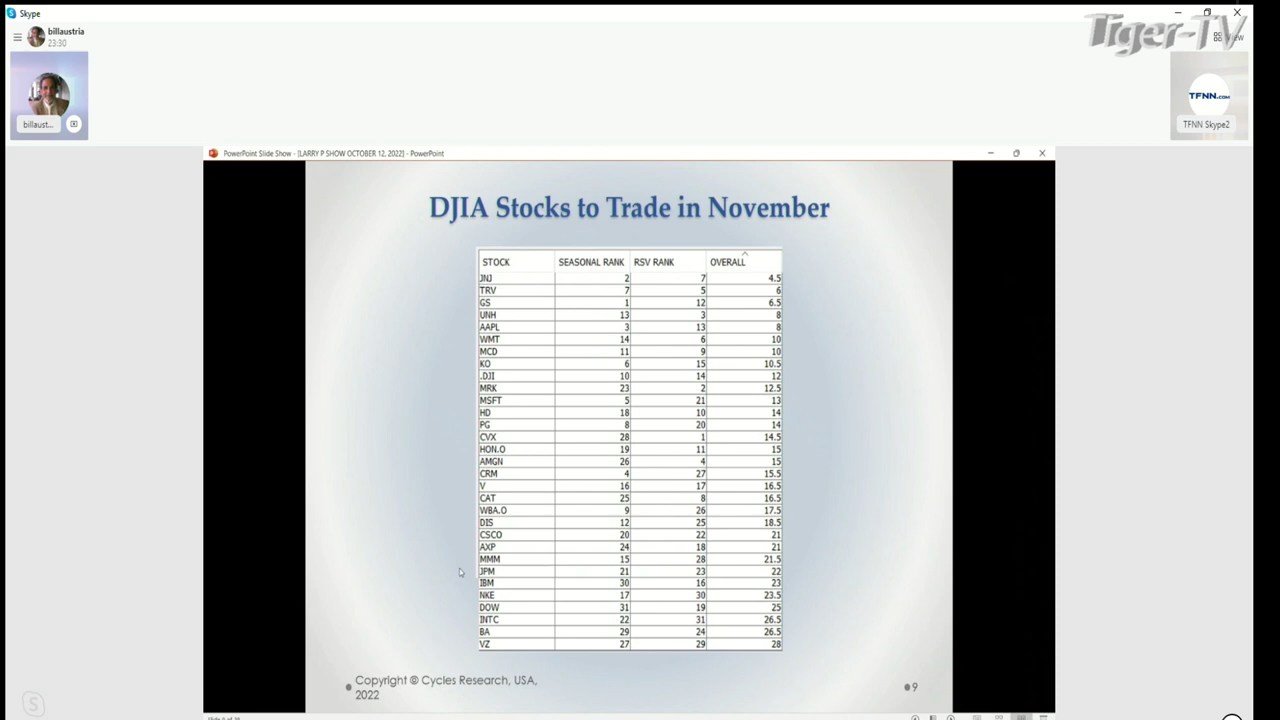 Skype
billaustria
23:30
Tiger-TV
View
billaust...
TFNN.COM
TFNN Skype2
PowerPoint Slide Show - [LARRY P SHOW OCTOBER 12, 2022] - PowerPoint
DJIA Stocks to Trade in November
STOCK SEASONAL RANK RSV RANK OVERALL
JNJ 2 7 4.5
TRV 7 5 6
GS 1 12 6.5
UNH 13 3 8
AAPL 3 13 8
WMT 14 6 10
MCD 11 9 10
KO 6 15 10.5
.DJI 10 14 12
MRK 23 2 12.5
MSFT 5 21 13
HD 18 10 14
PG 8 20 14
CVX 28 1 14.5
HON.O 19 11 15
AMGN 26 4 15
CRM 4 27 15.5
V 16 17 16.5
CAT 25 8 16.5
WBA.O 9 26 17.5
DIS 12 25 18.5
CSCO 20 22 21
AXP 24 18 21
MMM 15 28 21.5
JPM 21 23 22
IBM 30 16 23
NKE 17 30 23.5
DOW 31 19 25
INTC 22 31 26.5
BA 29 24 26.5
VZ 27 29 28
Copyright © Cycles Research, USA,
2022
9